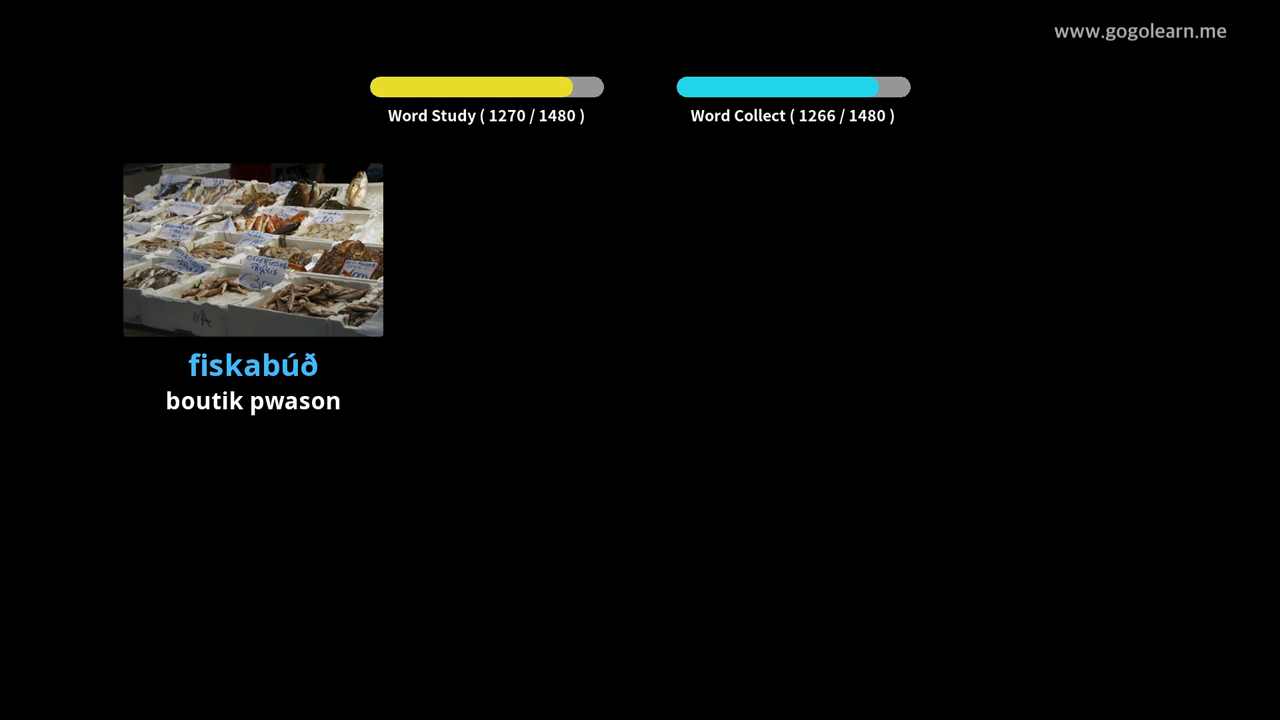 www.gogolearn.me
Word Study ( 1270 / 1480 )
Word Collect ( 1266 / 1480 )
fiskabúð
boutik pwason